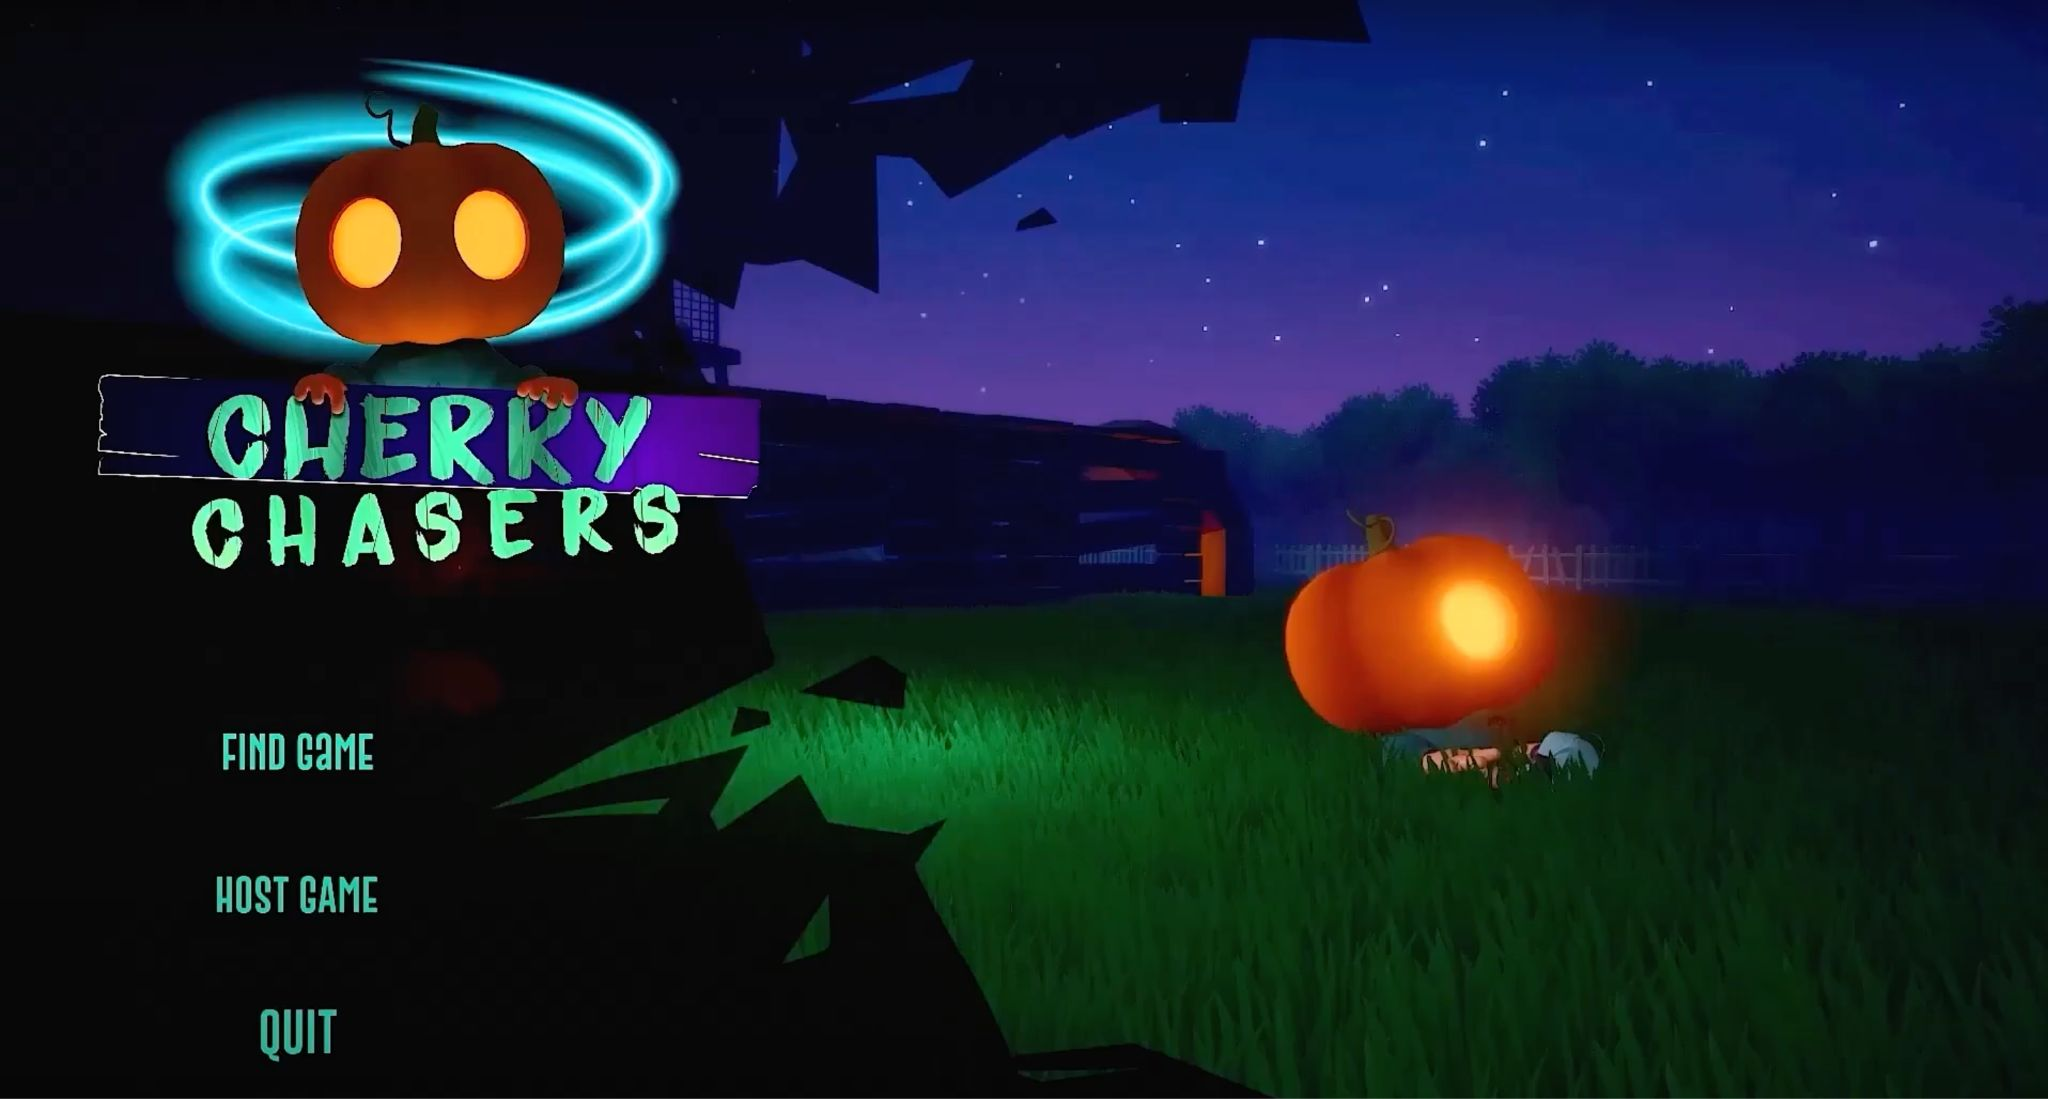 CHERRY
CHASERS
FIND GAME
HOST GAME
QUIT